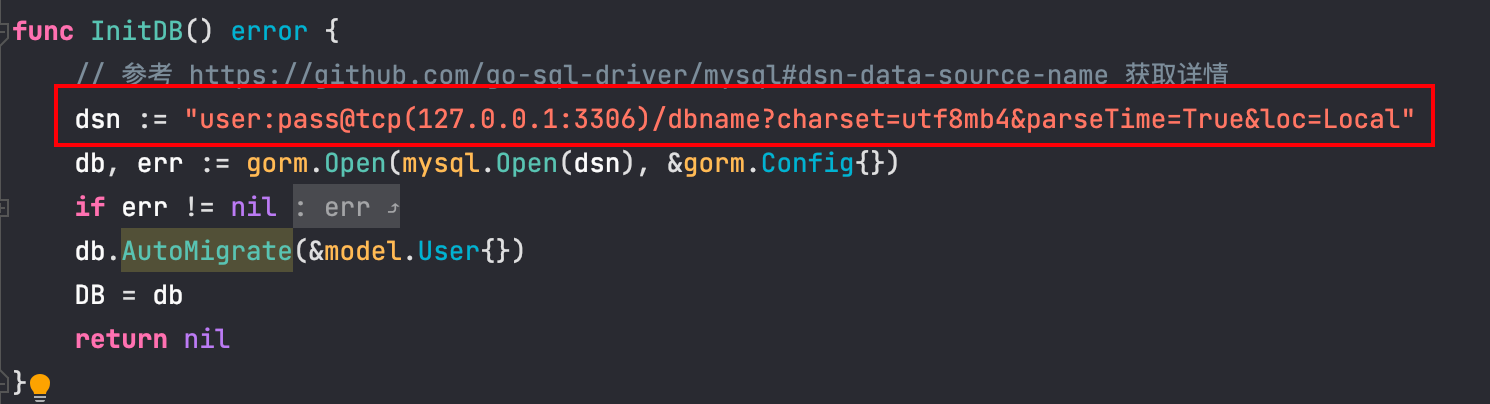 func InitDB() error {
// 参考 https://github.com/go-sql-driver/mysql#dsn-data-source-name 获取详情
dsn := "user:pass@tcp(127.0.0.1:3306)/dbname?charset=utf8mb4&parseTime=True&loc=Local"
db, err := gorm.Open(mysql.Open(dsn), &gorm.Config{})
if err != nil : err
db.AutoMigrate(&model.User{})
DB = db
return nil
}